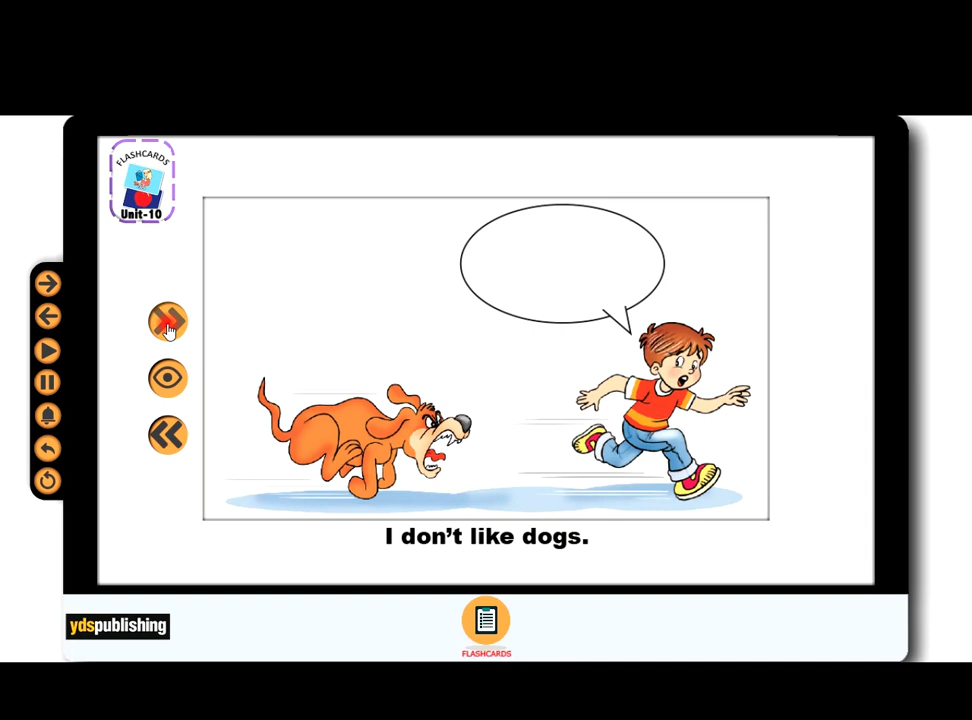 FLASHCARDS
Unit-10
I don't like dogs.
ydspublishing
FLASHCARDS